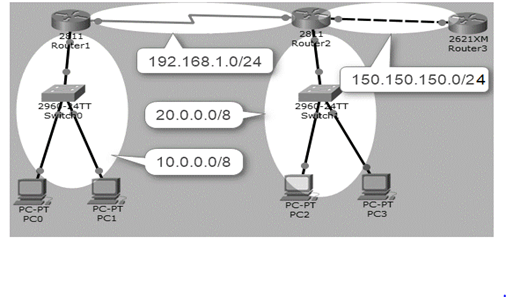 2811
Router1
2811
Router2
2621XM
Router3
192.168.1.0/24
150.150.150.0/24
2960-24TT
Switch0
20.0.0.0/8
2960-24TT
Switch1
10.0.0.0/8
PC-PT
PC0
PC-PT
PC1
PC-PT
PC2
PC-PT
PC3